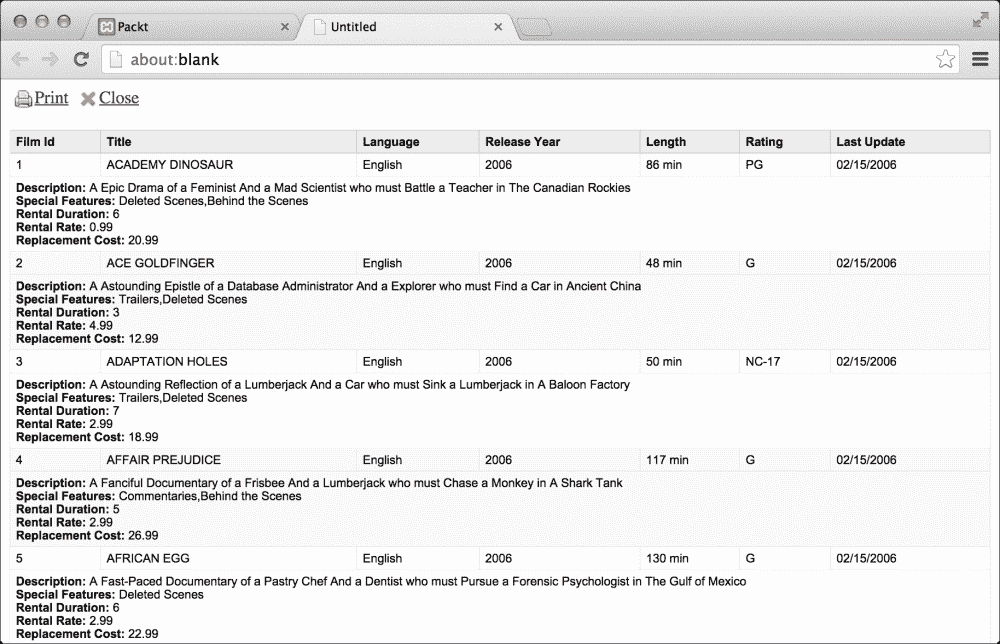 Packt
Untitled
about:blank
Print Close
Film Id Title Language Release Year Length Rating Last Update
1 ACADEMY DINOSAUR English 2006 86 min PG 02/15/2006
Description: A Epic Drama of a Feminist And a Mad Scientist who must Battle a Teacher in The Canadian Rockies
Special Features: Deleted Scenes,Behind the Scenes
Rental Duration: 6
Rental Rate: 0.99
Replacement Cost: 20.99
2 ACE GOLDFINGER English 2006 48 min G 02/15/2006
Description: A Astounding Epistle of a Database Administrator And a Explorer who must Find a Car in Ancient China
Special Features: Trailers,Deleted Scenes
Rental Duration: 3
Rental Rate: 4.99
Replacement Cost: 12.99
3 ADAPTATION HOLES English 2006 50 min NC-17 02/15/2006
Description: A Astounding Reflection of a Lumberjack And a Car who must Sink a Lumberjack in A Baloon Factory
Special Features: Trailers,Deleted Scenes
Rental Duration: 7
Rental Rate: 2.99
Replacement Cost: 18.99
4 AFFAIR PREJUDICE English 2006 117 min G 02/15/2006
Description: A Fanciful Documentary of a Frisbee And a Lumberjack who must Chase a Monkey in A Shark Tank
Special Features: Commentaries,Behind the Scenes
Rental Duration: 5
Rental Rate: 2.99
Replacement Cost: 26.99
5 AFRICAN EGG English 2006 130 min G 02/15/2006
Description: A Fast-Paced Documentary of a Pastry Chef And a Dentist who must Pursue a Forensic Psychologist in The Gulf of Mexico
Special Features: Deleted Scenes
Rental Duration: 6
Rental Rate: 2.99
Replacement Cost: 22.99